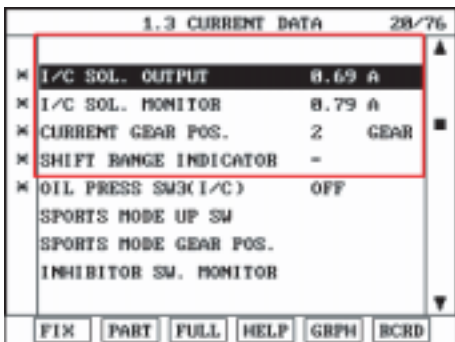 1.3 CURRENT DATA 20/76
× I/C SOL. OUTPUT 0.69 A
× I/C SOL. MONITOR 0.79 A
× CURRENT GEAR POS. 2 GEAR
× SHIFT RANGE INDICATOR -
× OIL PRESS SW3(I/C) OFF
SPORTS MODE UP SW
SPORTS MODE GEAR POS.
INHIBITOR SW. MONITOR
FIX PART FULL HELP GRPH RCRD